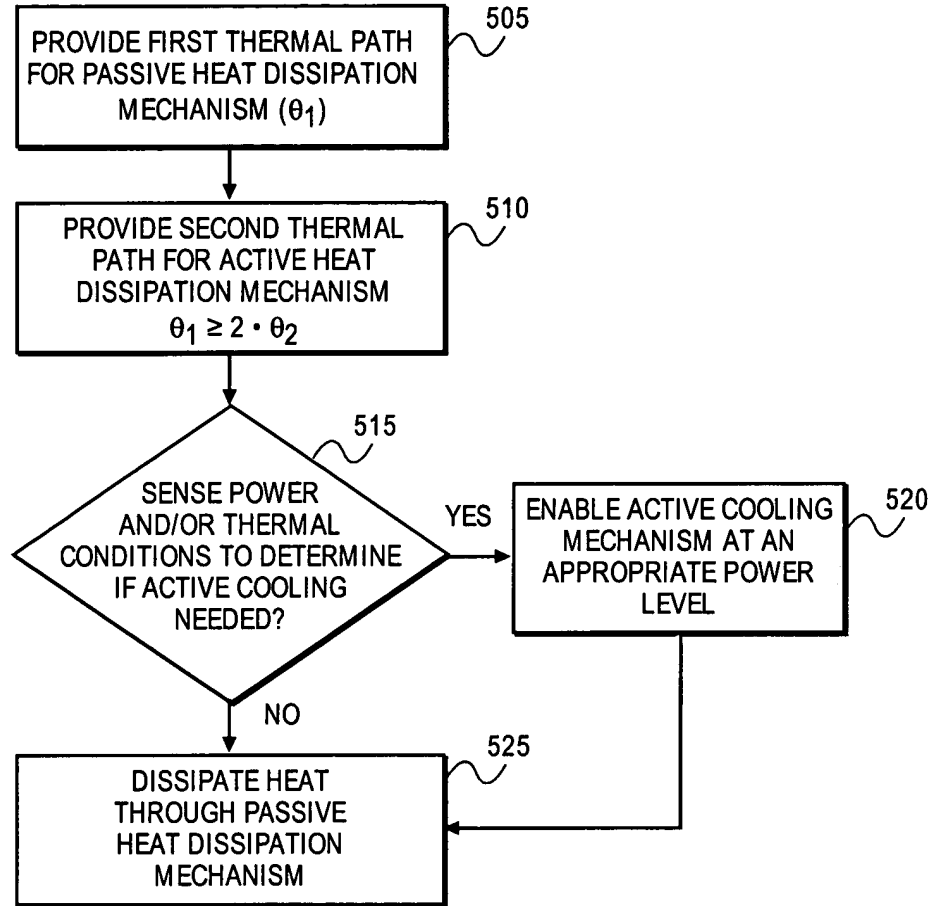 505
PROVIDE FIRST THERMAL PATH
FOR PASSIVE HEAT DISSIPATION
MECHANISM (θ1)
510
PROVIDE SECOND THERMAL
PATH FOR ACTIVE HEAT
DISSIPATION MECHANISM
θ1 ≥ 2 · θ2
515
SENSE POWER
AND/OR THERMAL
CONDITIONS TO DETERMINE
IF ACTIVE COOLING
NEEDED?
YES
520
ENABLE ACTIVE COOLING
MECHANISM AT AN
APPROPRIATE POWER
LEVEL
NO
525
DISSIPATE HEAT
THROUGH PASSIVE
HEAT DISSIPATION
MECHANISM